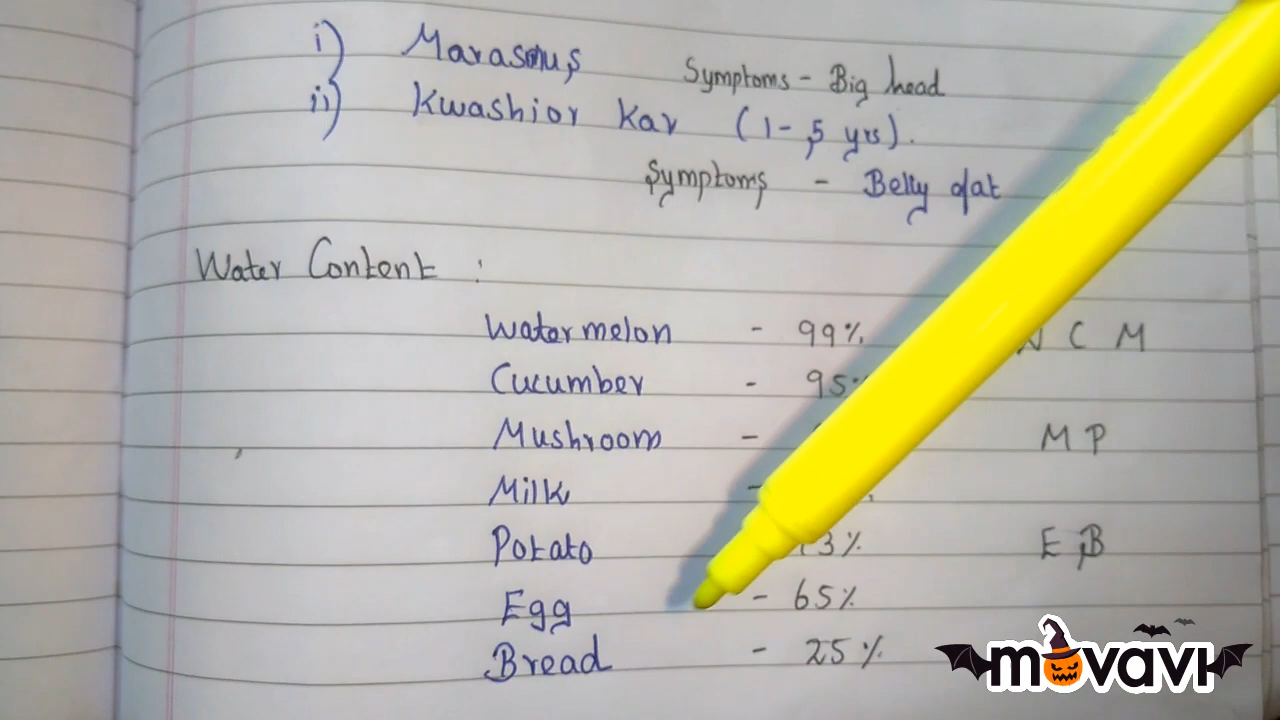 i) Marasmus Symptoms - Big head
ii) Kwashior kar (1-5 yrs).
Symptoms - Belly fat
Water Content :
Watermelon - 99% C M
Cucumber - 95%
Mushroom - M P
Milk -
Potato 3% E B
Egg - 65%
Bread - 25%
movavi